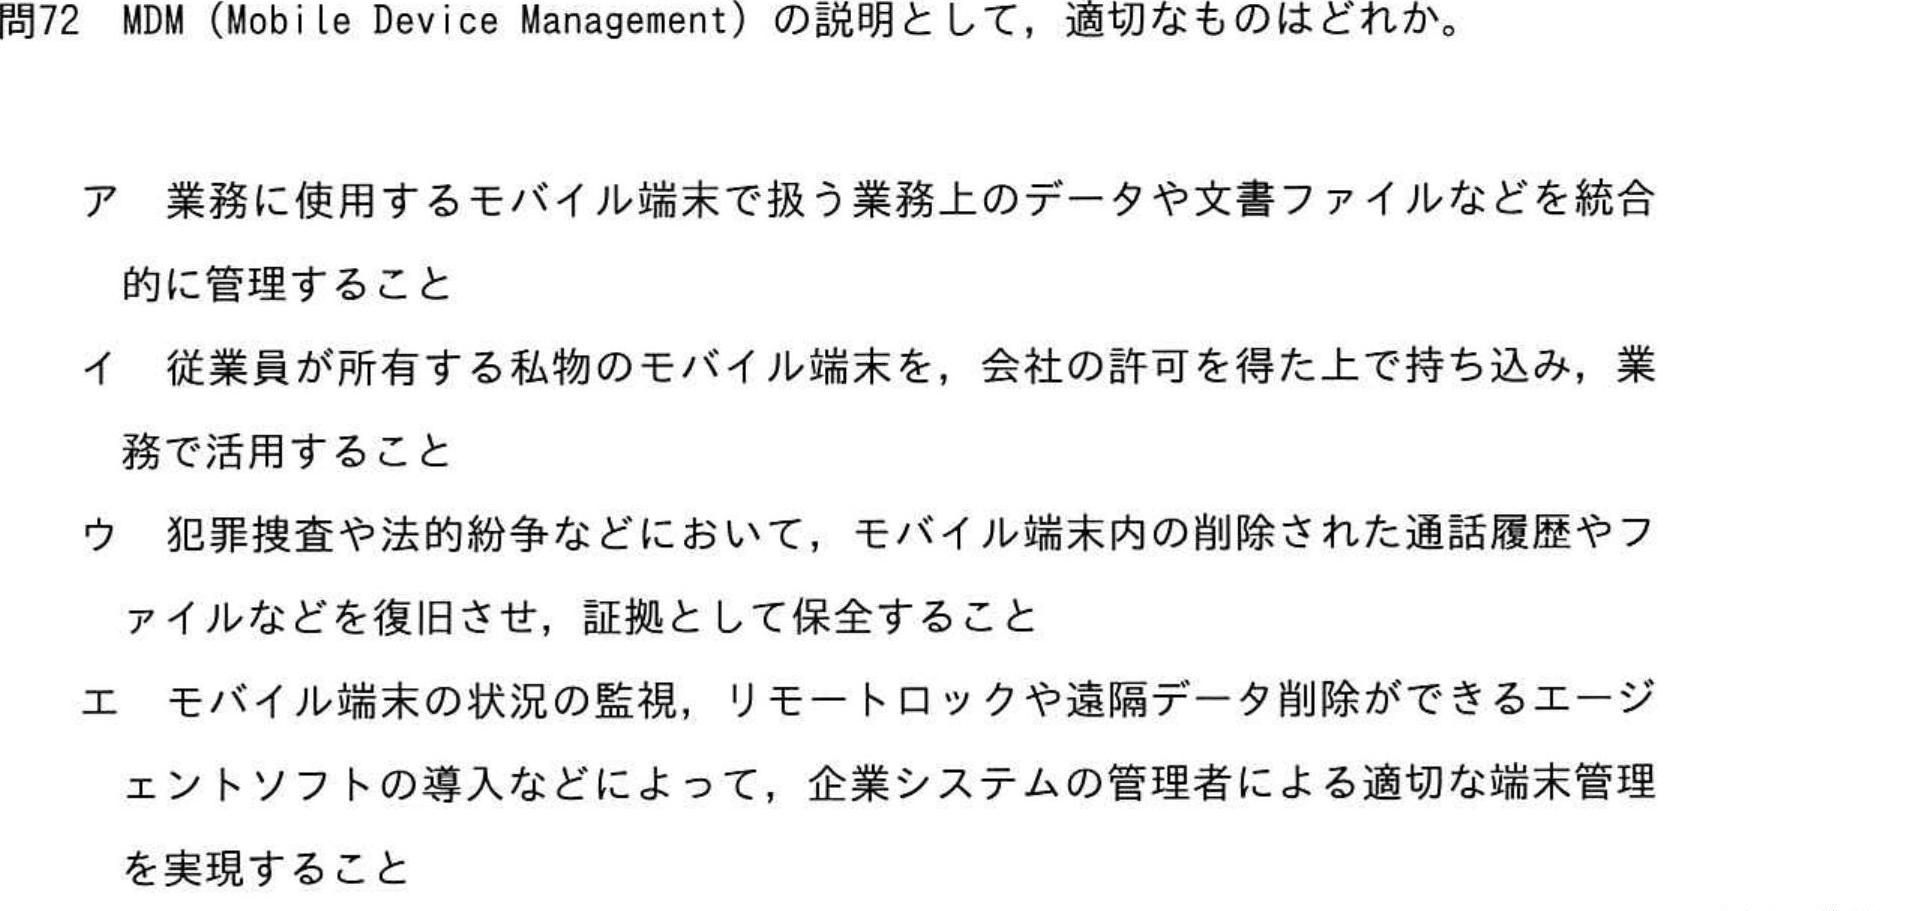 問72　MDM（Mobile Device Management）の説明として，適切なものはどれか。
ア　業務に使用するモバイル端末で扱う業務上のデータや文書ファイルなどを統合
的に管理すること
イ　従業員が所有する私物のモバイル端末を，会社の許可を得た上で持ち込み，業
務で活用すること
ウ　犯罪捜査や法的紛争などにおいて，モバイル端末内の削除された通話履歴やフ
ァイルなどを復旧させ，証拠として保全すること
エ　モバイル端末の状況の監視，リモートロックや遠隔データ削除ができるエージ
ェントソフトの導入などによって，企業システムの管理者による適切な端末管理
を実現すること